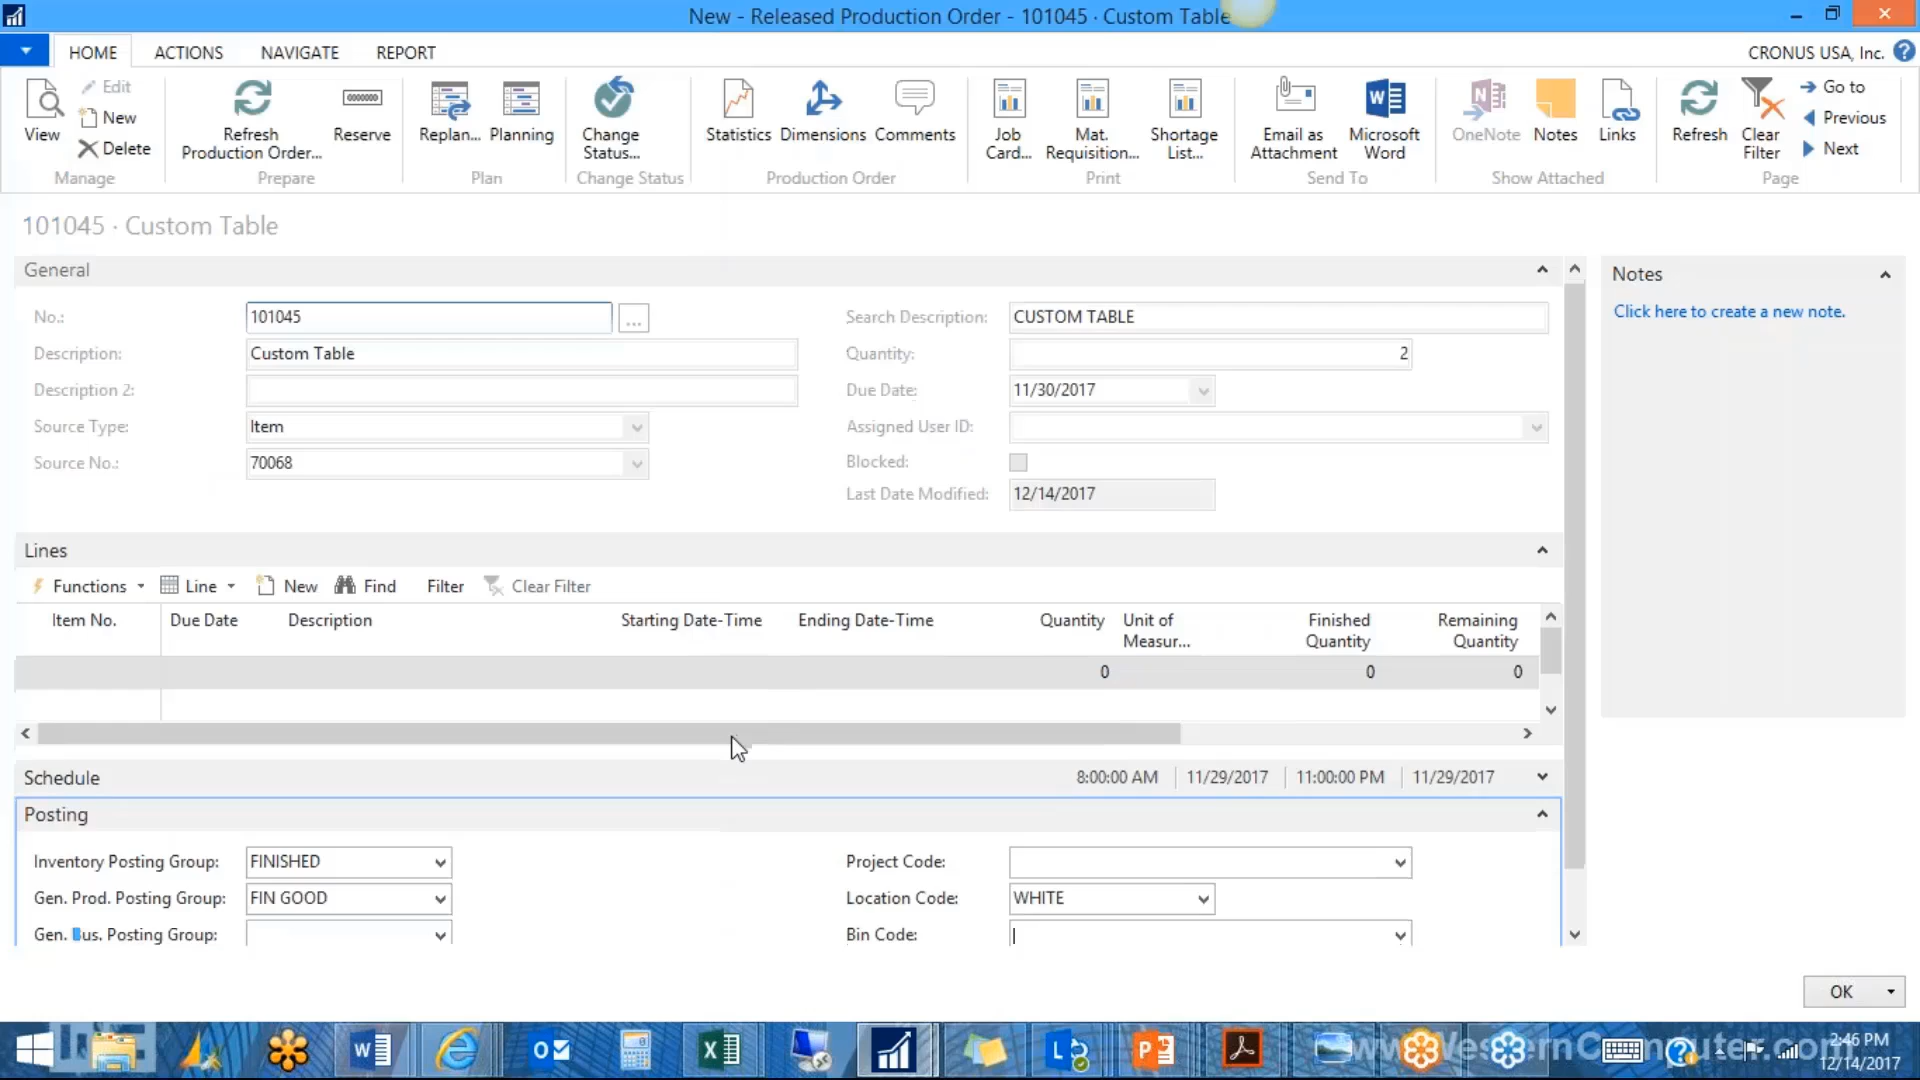 New - Released Production Order - 101045 · Custom Table
HOME ACTIONS NAVIGATE REPORT CRONUS USA, Inc.
View Edit New Delete Manage
Refresh Production Order... Reserve Prepare
Replan... Planning Plan
Change Status... Change Status
Statistics Dimensions Comments Production Order
Job Card... Mat. Requisition... Shortage List... Print
Email as Attachment Microsoft Word Send To
OneNote Notes Links Show Attached
Refresh Clear Filter Go to Previous Next Page
101045 · Custom Table
General
No.: 101045 ... Search Description: CUSTOM TABLE
Description: Custom Table Quantity: 2
Description 2: Due Date: 11/30/2017
Source Type: Item Assigned User ID:
Source No.: 70068 Blocked:
Last Date Modified: 12/14/2017
Notes
Click here to create a new note.
Lines
Functions Line New Find Filter Clear Filter
Item No. Due Date Description Starting Date-Time Ending Date-Time Quantity Unit of Measur... Finished Quantity Remaining Quantity
0 0 0
Schedule 8:00:00 AM 11/29/2017 11:00:00 PM 11/29/2017
Posting
Inventory Posting Group: FINISHED Project Code:
Gen. Prod. Posting Group: FIN GOOD Location Code: WHITE
Gen. Bus. Posting Group: Bin Code:
OK
www.WesternComputer.com
2:46 PM
12/14/2017